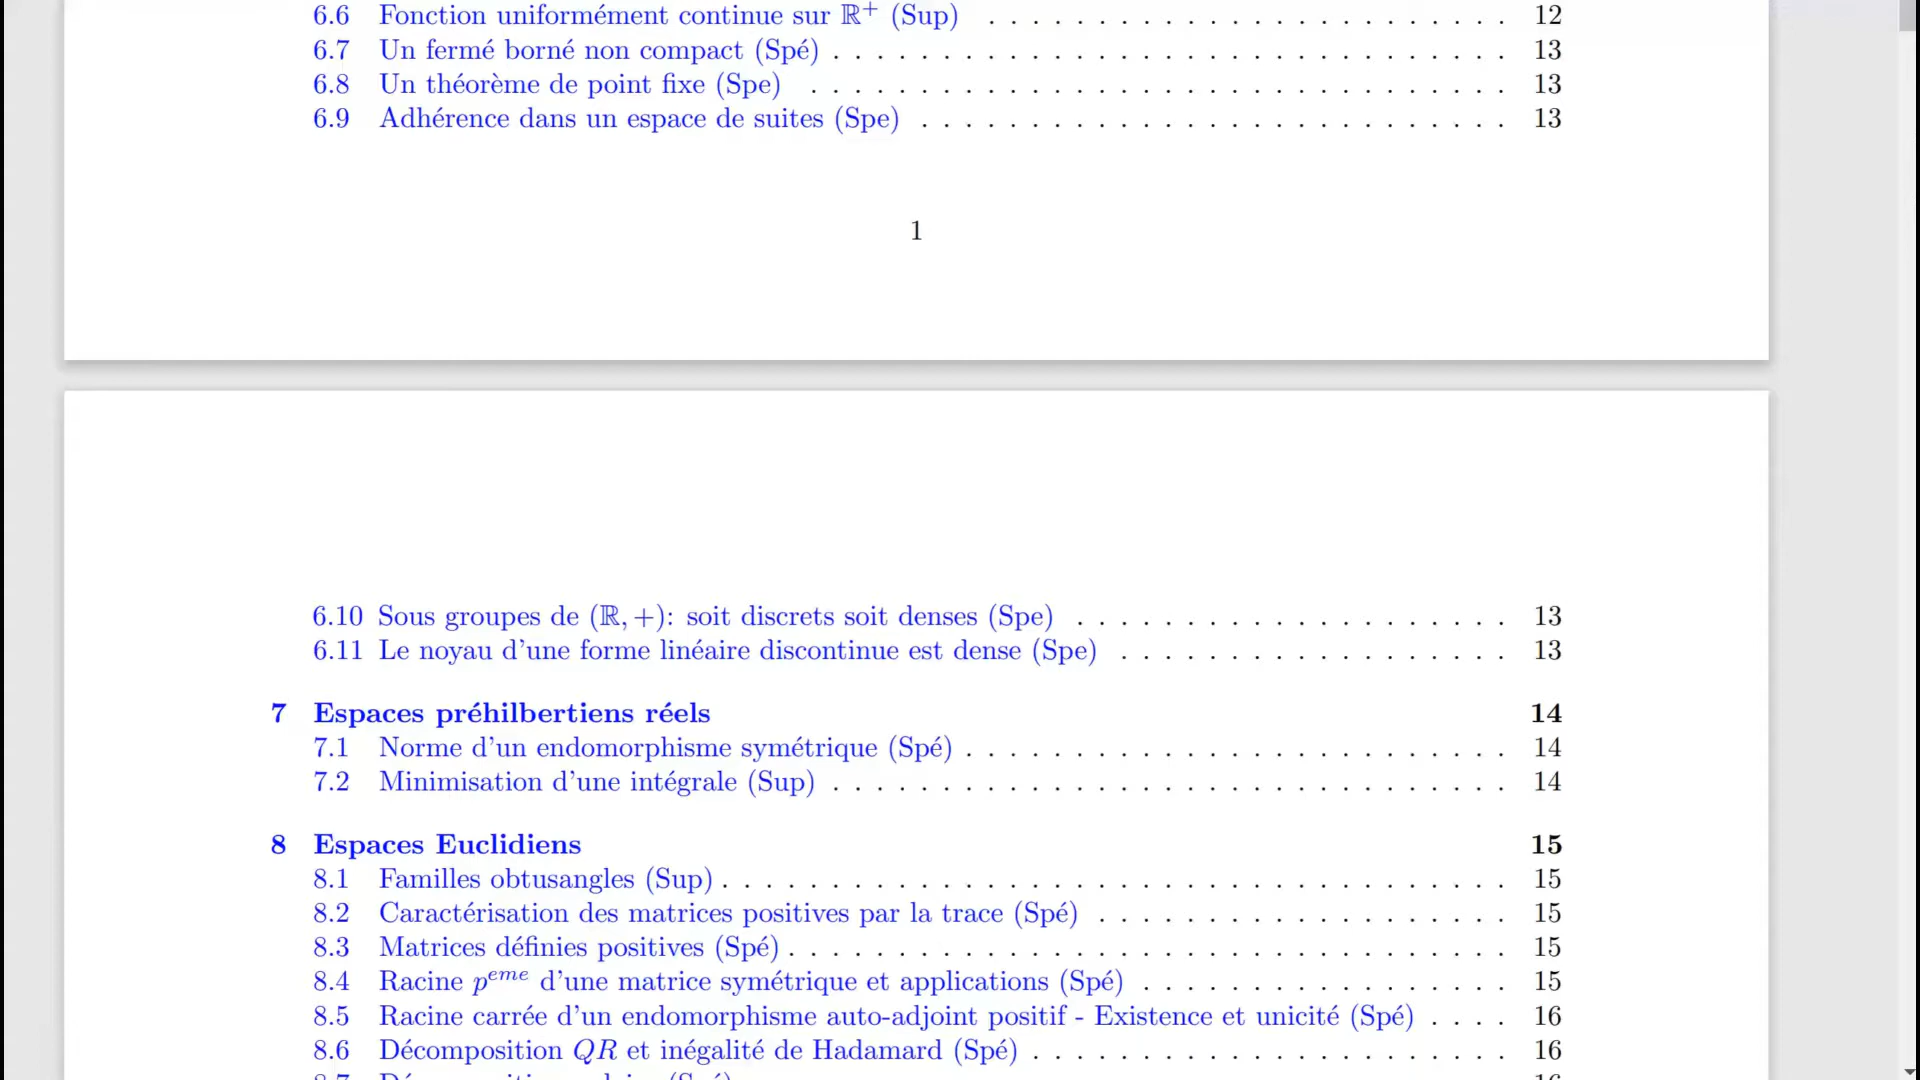 6.6 Fonction uniformément continue sur ℝ⁺ (Sup) . . . . . . . . . . . . . . . . . . . . . . . . 12
6.7 Un fermé borné non compact (Spé) . . . . . . . . . . . . . . . . . . . . . . . . . . . . . . . 13
6.8 Un théorème de point fixe (Spe) . . . . . . . . . . . . . . . . . . . . . . . . . . . . . . . . 13
6.9 Adhérence dans un espace de suites (Spe) . . . . . . . . . . . . . . . . . . . . . . . . . . . 13
1
6.10 Sous groupes de (ℝ, +): soit discrets soit denses (Spe) . . . . . . . . . . . . . . . . . . . . 13
6.11 Le noyau d'une forme linéaire discontinue est dense (Spe) . . . . . . . . . . . . . . . . . . 13
7 Espaces préhilbertiens réels 14
7.1 Norme d'un endomorphisme symétrique (Spé) . . . . . . . . . . . . . . . . . . . . . . . . . 14
7.2 Minimisation d'une intégrale (Sup) . . . . . . . . . . . . . . . . . . . . . . . . . . . . . . . 14
8 Espaces Euclidiens 15
8.1 Familles obtusangles (Sup) . . . . . . . . . . . . . . . . . . . . . . . . . . . . . . . . . . . . 15
8.2 Caractérisation des matrices positives par la trace (Spé) . . . . . . . . . . . . . . . . . . . 15
8.3 Matrices définies positives (Spé) . . . . . . . . . . . . . . . . . . . . . . . . . . . . . . . . . 15
8.4 Racine pᵉᵐᵉ d'une matrice symétrique et applications (Spé) . . . . . . . . . . . . . . . . . 15
8.5 Racine carrée d'un endomorphisme auto-adjoint positif - Existence et unicité (Spé) . . . . 16
8.6 Décomposition QR et inégalité de Hadamard (Spé) . . . . . . . . . . . . . . . . . . . . . . 16